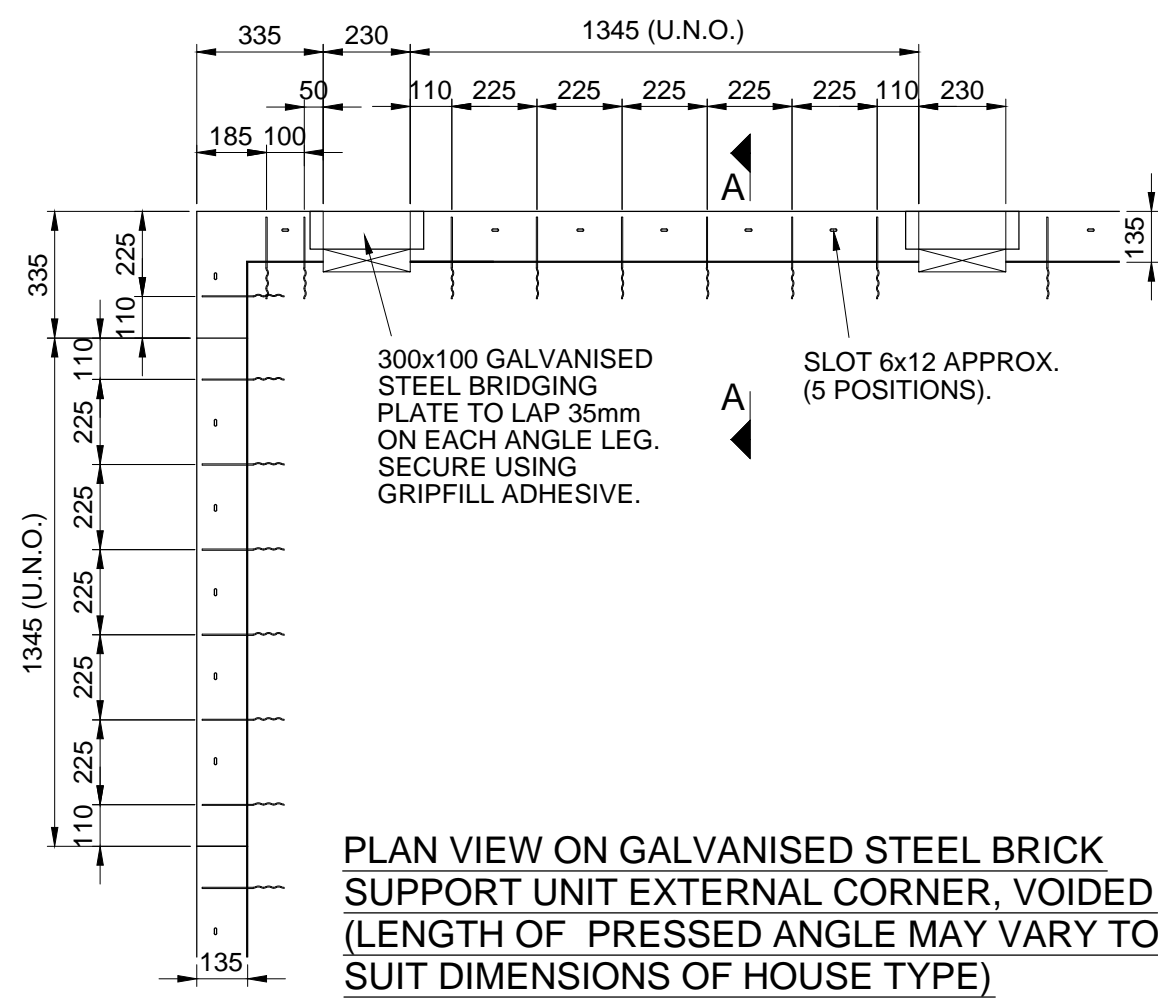 335
230
1345 (U.N.O.)
50
110
225
225
225
225
225
110
230
185
100
A
135
335
225
110
110
225
225
225
225
225
110
1345 (U.N.O.)
300x100 GALVANISED
STEEL BRIDGING
PLATE TO LAP 35mm
ON EACH ANGLE LEG.
SECURE USING
GRIPFILL ADHESIVE.
SLOT 6x12 APPROX.
(5 POSITIONS).
A
135
PLAN VIEW ON GALVANISED STEEL BRICK
SUPPORT UNIT EXTERNAL CORNER, VOIDED
(LENGTH OF PRESSED ANGLE MAY VARY TO
SUIT DIMENSIONS OF HOUSE TYPE)